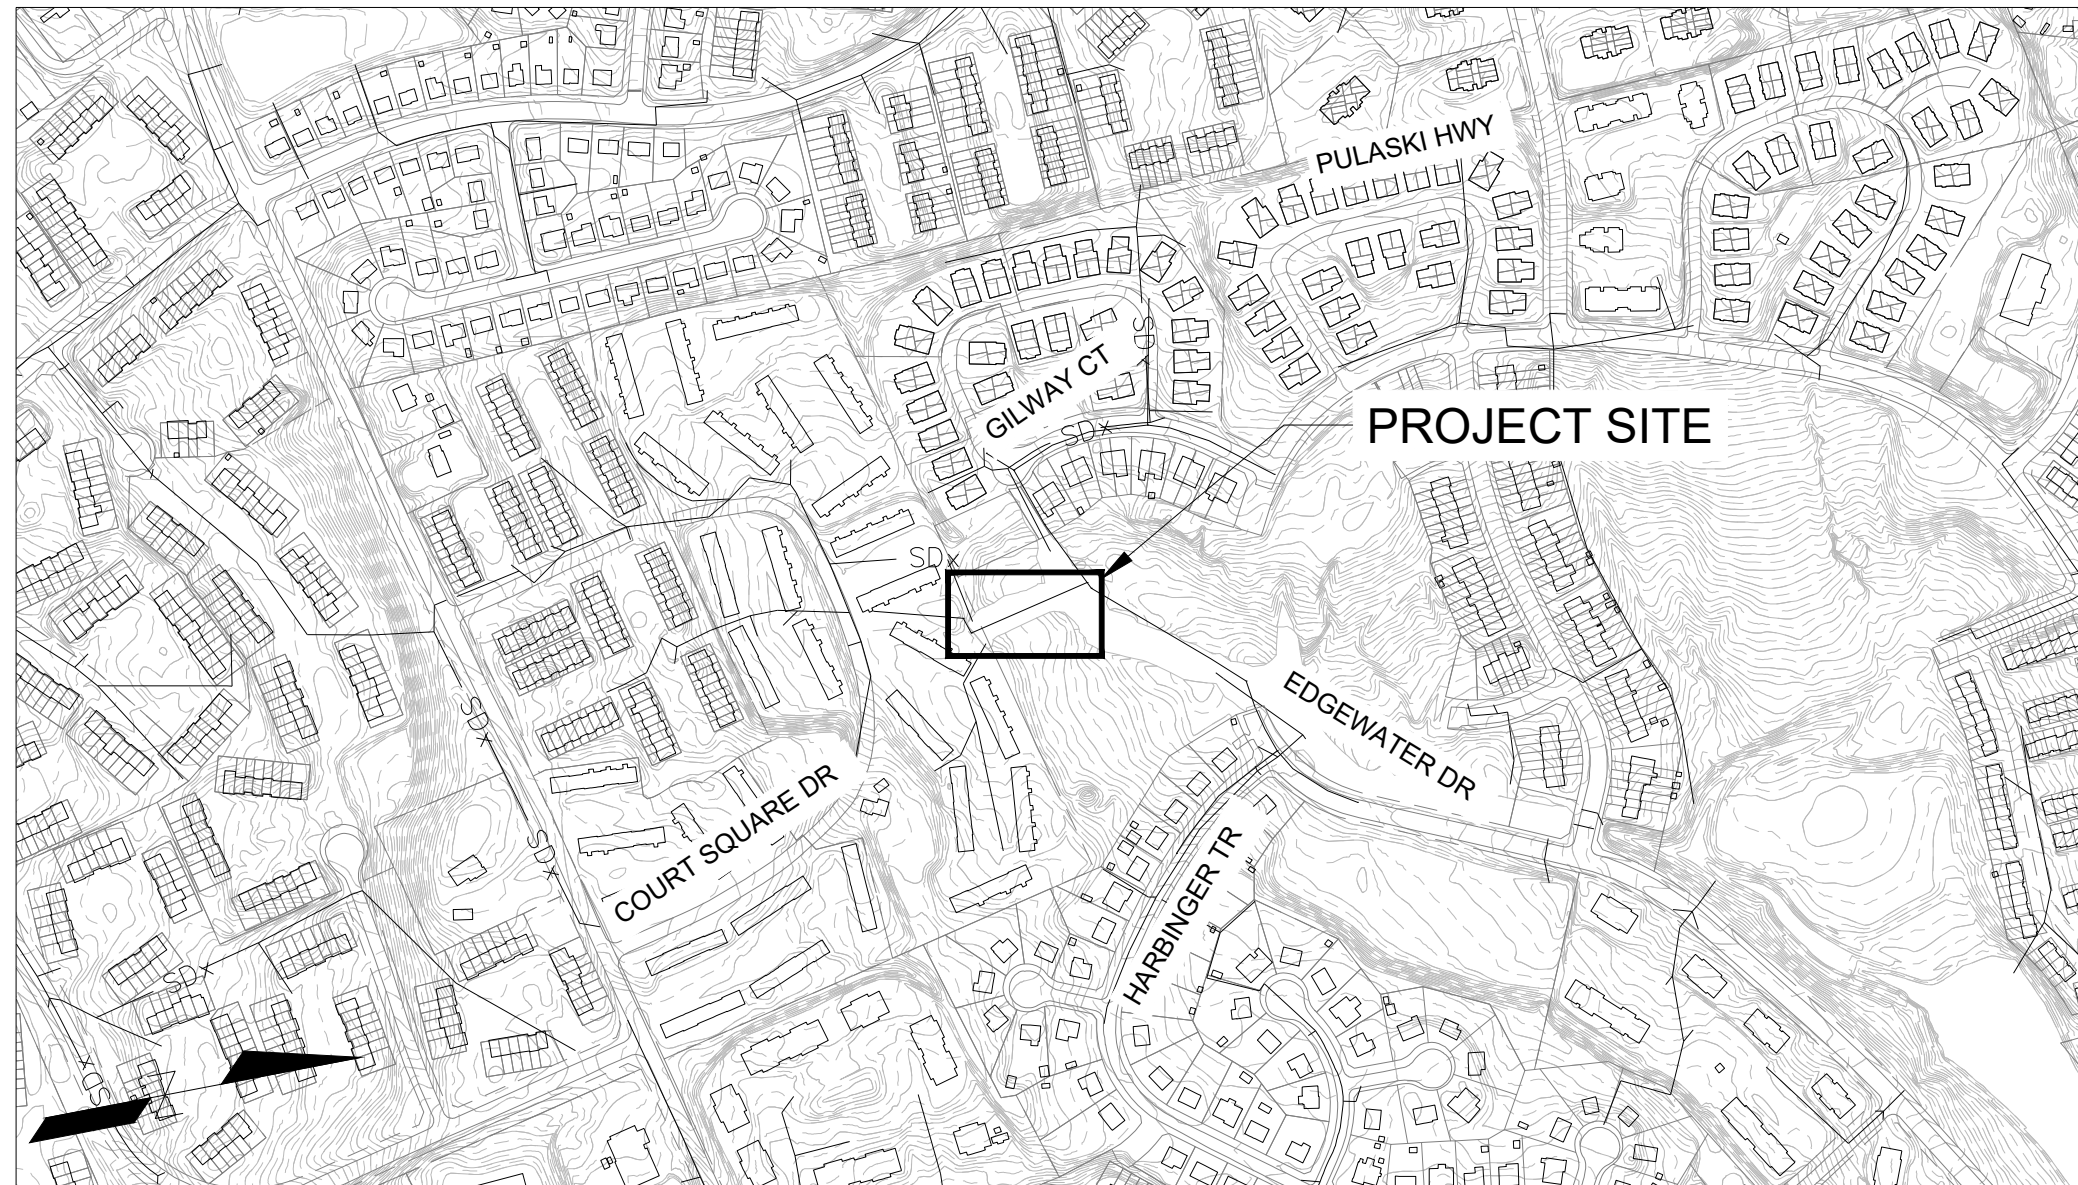 PULASKI HWY
SD
GILWAY CT
PROJECT SITE
SD X
SD X
EDGEWATER DR
SD X
COURT SQUARE DR
HARBINGER TR
SD X
SD X
SD X